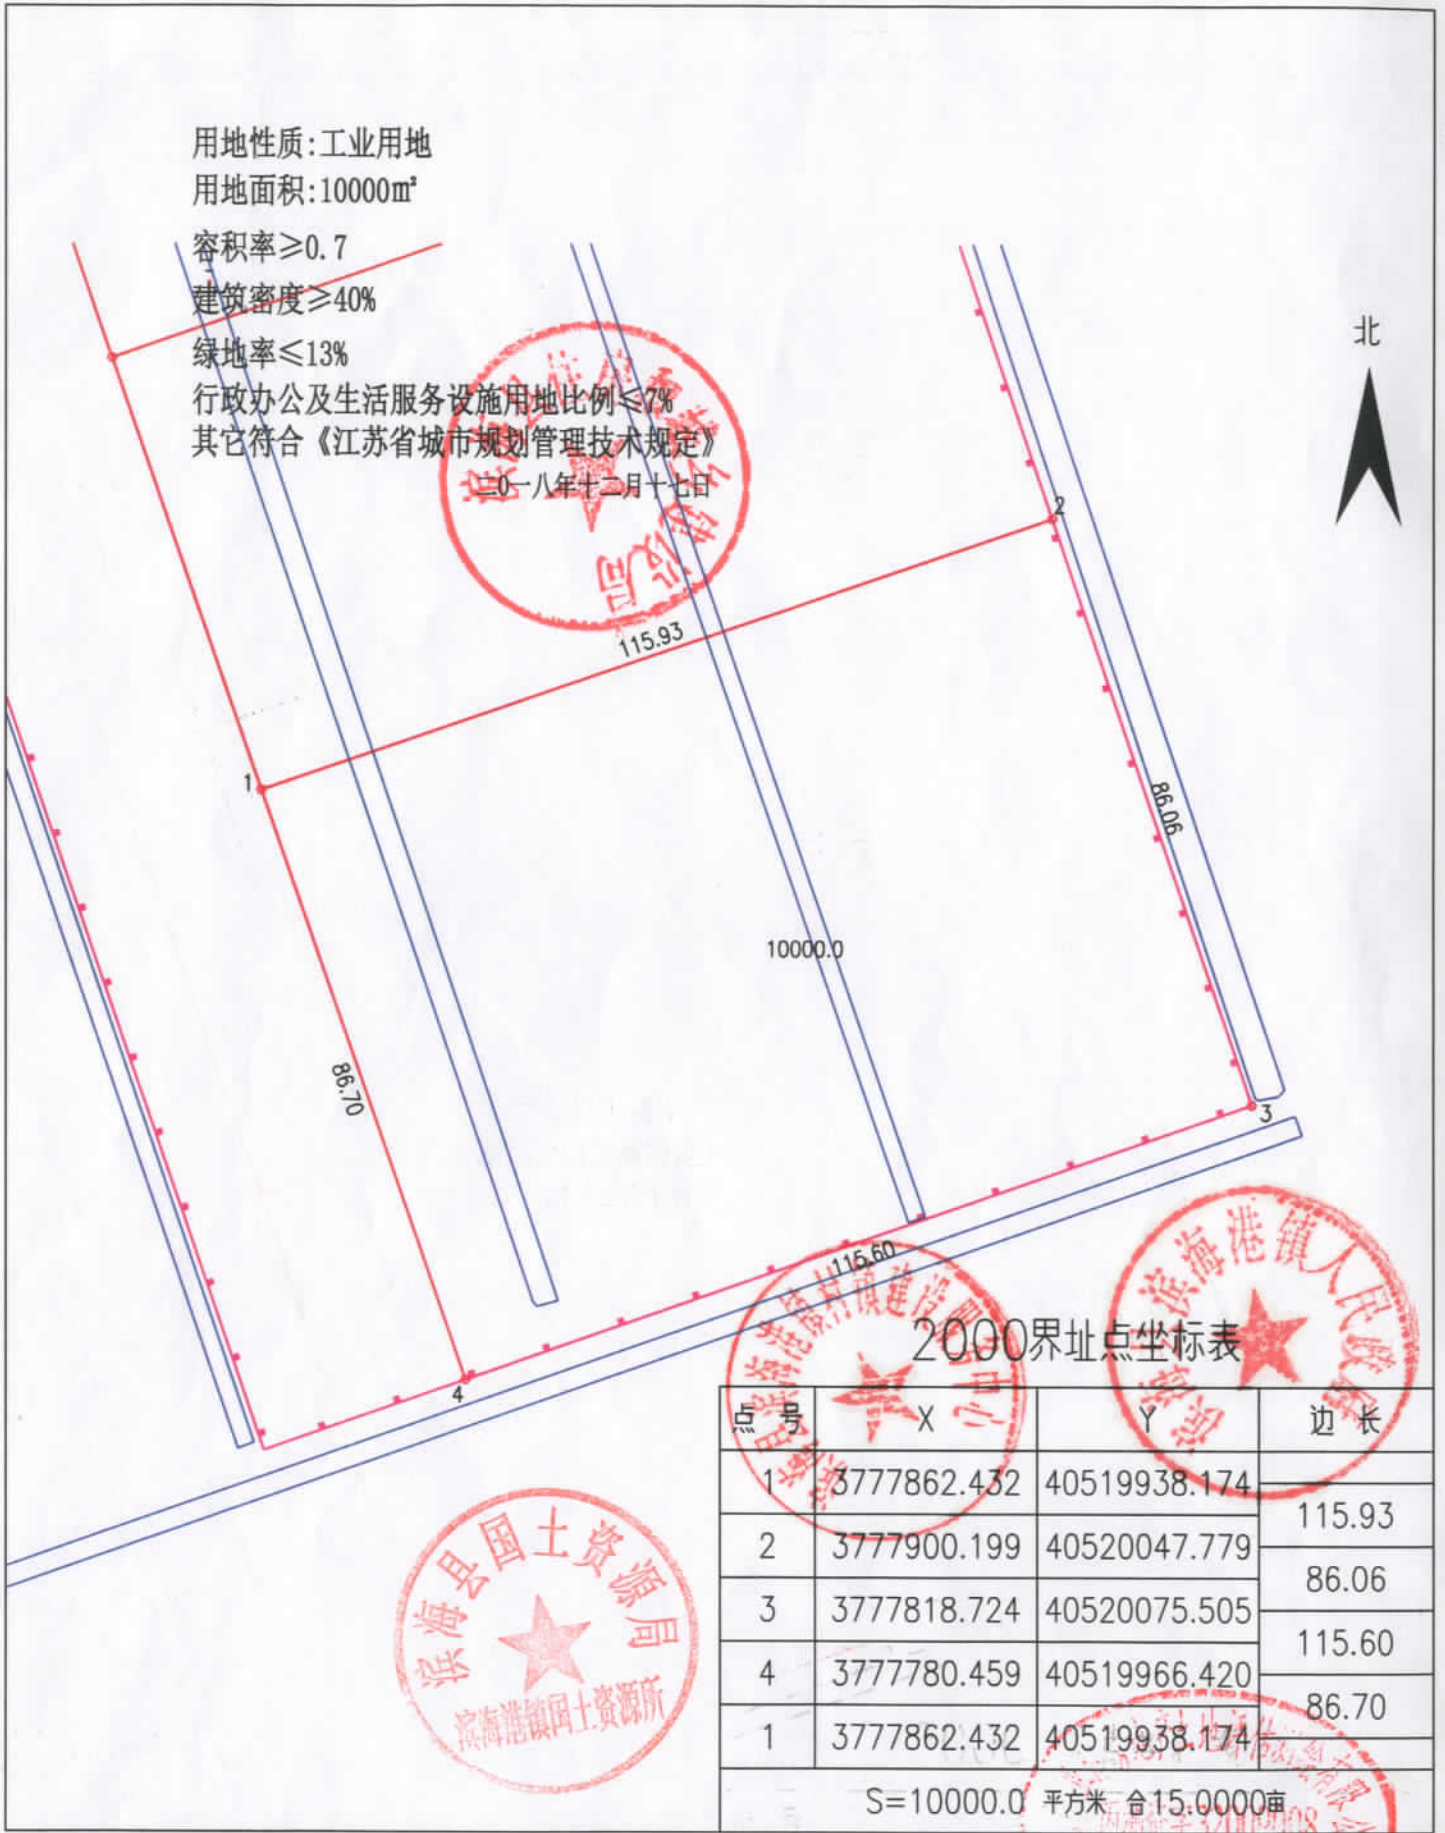 用地性质:工业用地
用地面积:10000㎡
容积率≥0.7
建筑密度≥40%
绿地率≤13%
行政办公及生活服务设施用地比例≤7%
其它符合《江苏省城市规划管理技术规定》
二0一八年十二月十七日
北
2
115.93
1
86.06
10000.0
86.70
3
115.60
4
滨海港镇人民政府
2000界址点坐标表
点号 X Y 边长
1 3777862.432 40519938.174
115.93
2 3777900.199 40520047.779
86.06
3 3777818.724 40520075.505
115.60
4 3777780.459 40519966.420
86.70
1 3777862.432 40519938.174
S=10000.0 平方米 合15.0000亩
滨海县国土资源局
滨海港镇国土资源所